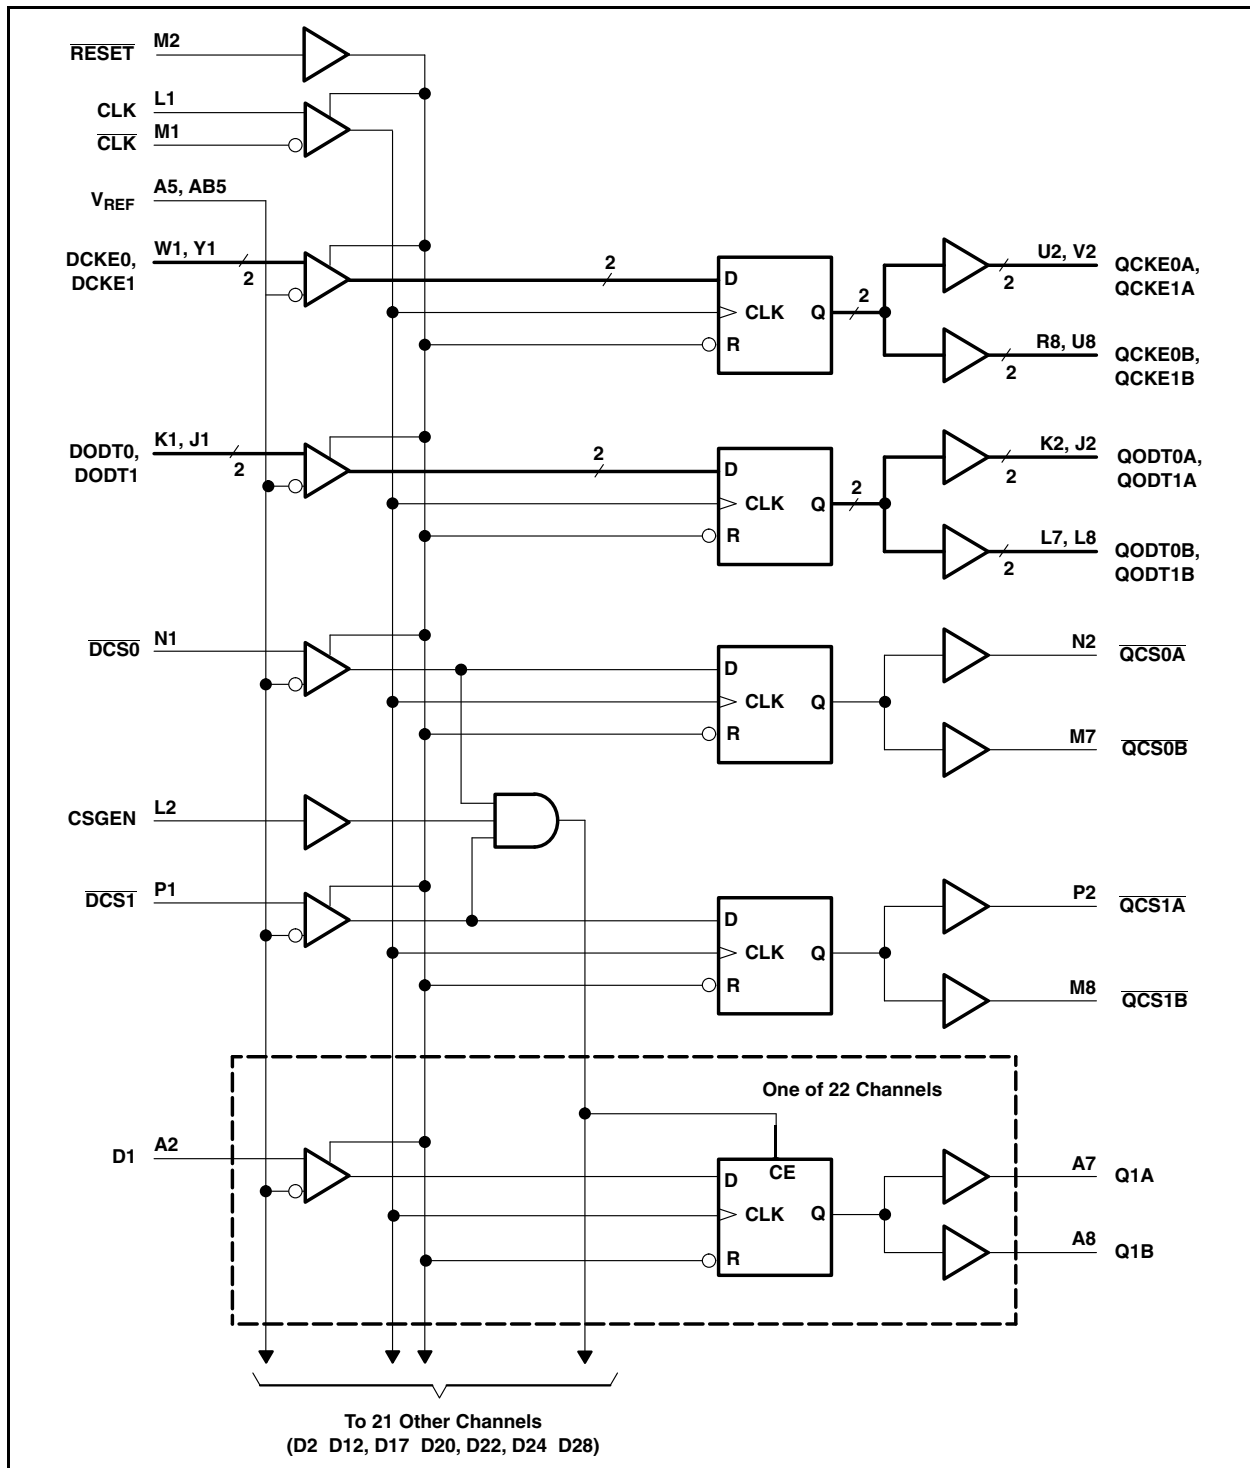 RESET M2
CLK L1
CLK M1
VREF A5, AB5
DCKE0, W1, Y1
DCKE1 2
2
D
CLK Q
R
2
U2, V2 QCKE0A,
2 QCKE1A
R8, U8 QCKE0B,
2 QCKE1B
DODT0, K1, J1
DODT1 2
2
D
CLK Q
R
2
K2, J2 QODT0A,
2 QODT1A
L7, L8 QODT0B,
2 QODT1B
DCS0 N1
D
CLK Q
R
N2 QCS0A
M7 QCS0B
CSGEN L2
DCS1 P1
D
CLK Q
R
P2 QCS1A
M8 QCS1B
One of 22 Channels
D1 A2
CE
D
CLK Q
R
A7 Q1A
A8 Q1B
To 21 Other Channels
(D2 D12, D17 D20, D22, D24 D28)